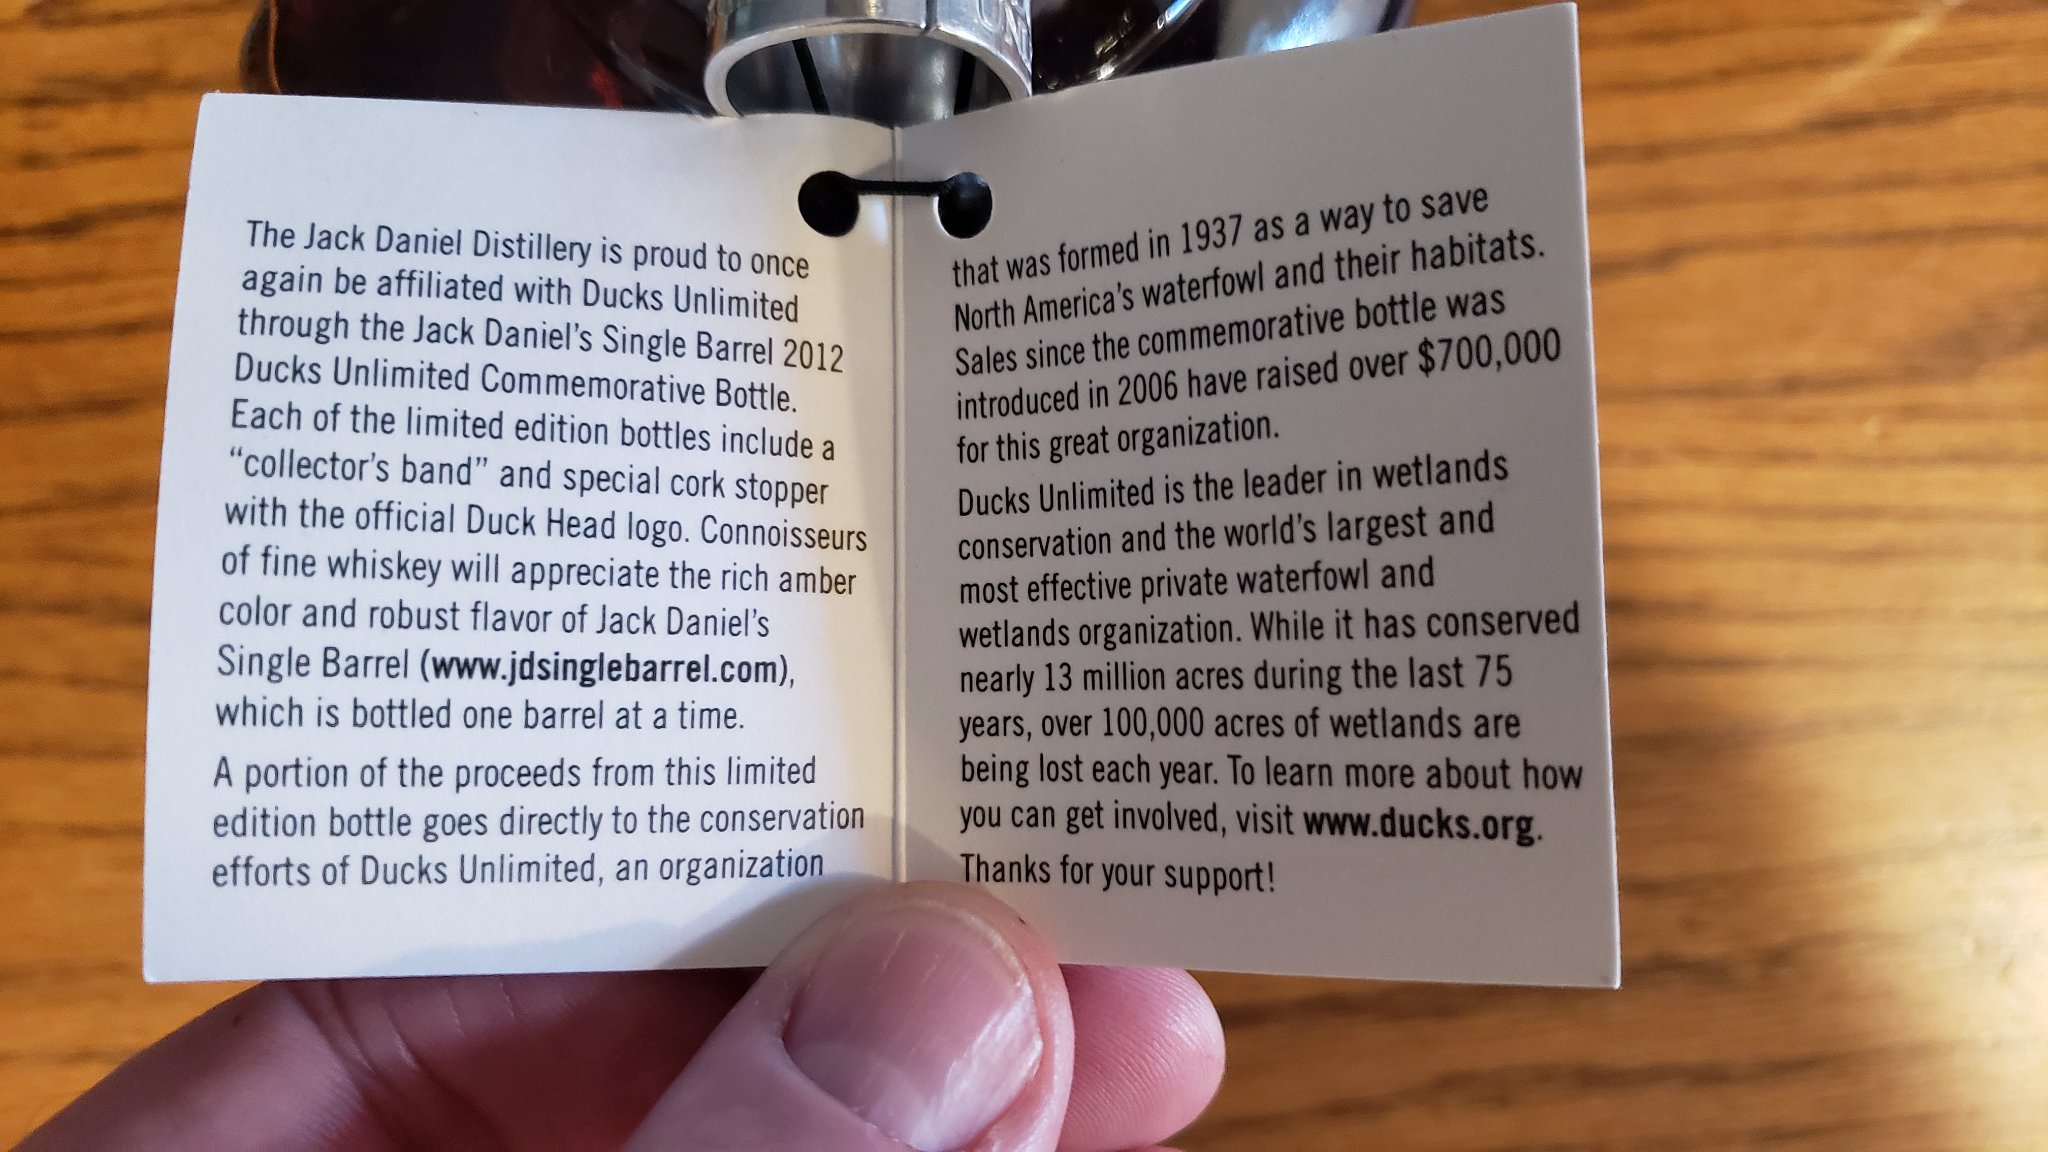 The Jack Daniel Distillery is proud to once
again be affiliated with Ducks Unlimited
through the Jack Daniel's Single Barrel 2012
Ducks Unlimited Commemorative Bottle.
Each of the limited edition bottles include a
“collector's band” and special cork stopper
with the official Duck Head logo. Connoisseurs
of fine whiskey will appreciate the rich amber
color and robust flavor of Jack Daniel's
Single Barrel (www.jdsinglebarrel.com),
which is bottled one barrel at a time.
A portion of the proceeds from this limited
edition bottle goes directly to the conservation
efforts of Ducks Unlimited, an organization
that was formed in 1937 as a way to save
North America's waterfowl and their habitats.
Sales since the commemorative bottle was
introduced in 2006 have raised over $700,000
for this great organization.
Ducks Unlimited is the leader in wetlands
conservation and the world's largest and
most effective private waterfowl and
wetlands organization. While it has conserved
nearly 13 million acres during the last 75
years, over 100,000 acres of wetlands are
being lost each year. To learn more about how
you can get involved, visit www.ducks.org.
Thanks for your support!